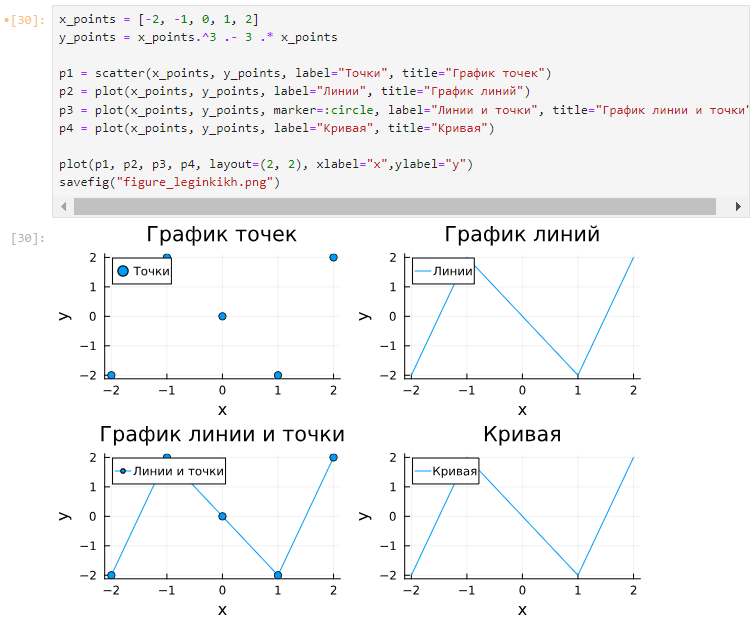 [30]:
x_points = [-2, -1, 0, 1, 2]
y_points = x_points.^3 .- 3 .* x_points
p1 = scatter(x_points, y_points, label="Точки", title="График точек")
p2 = plot(x_points, y_points, label="Линии", title="График линий")
p3 = plot(x_points, y_points, marker=:circle, label="Линии и точки", title="График линии и точки"
p4 = plot(x_points, y_points, label="Кривая", title="Кривая")
plot(p1, p2, p3, p4, layout=(2, 2), xlabel="x",ylabel="y")
savefig("figure_leginkikh.png")
[30]:
График точек
2
1
0
−1
−2
y
Точки
−2 −1 0 1 2
x
График линий
2
1
0
−1
−2
y
Линии
−2 −1 0 1 2
x
График линии и точки
2
1
0
−1
−2
y
Линии и точки
−2 −1 0 1 2
x
Кривая
2
1
0
−1
−2
y
Кривая
−2 −1 0 1 2
x